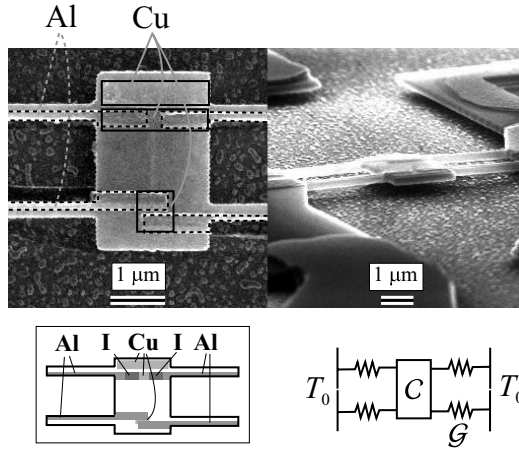 Al Cu
1 μm 1 μm
Al I Cu I Al
T₀ C T₀
G